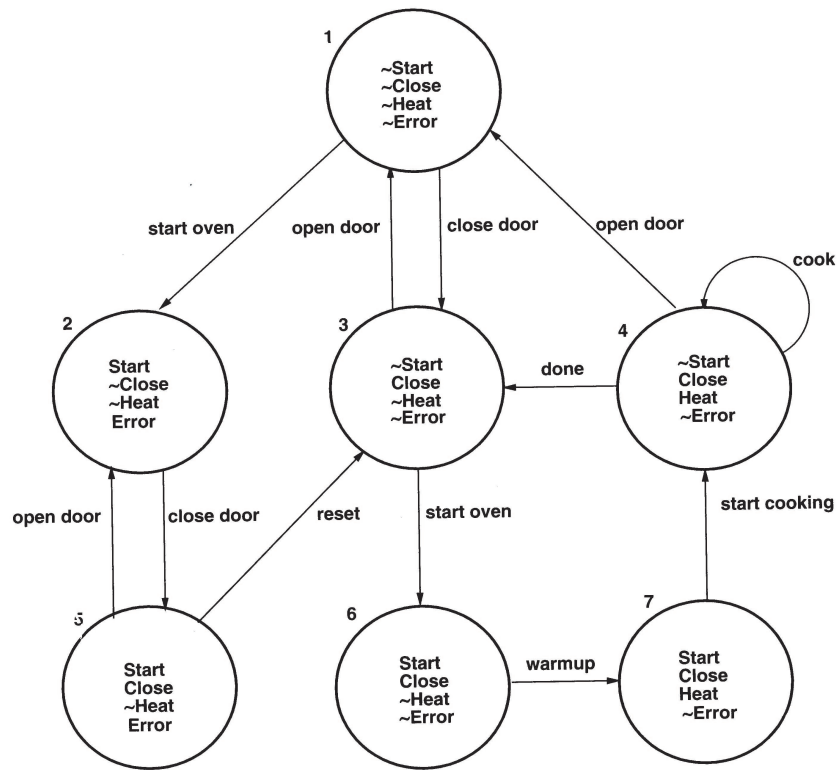 1
~Start
~Close
~Heat
~Error
start oven
open door
close door
open door
cook
2
Start
~Close
~Heat
Error
3
~Start
Close
~Heat
~Error
done
4
~Start
Close
Heat
~Error
open door
close door
reset
start oven
start cooking
5
Start
Close
~Heat
Error
6
Start
Close
~Heat
~Error
warmup
7
Start
Close
Heat
~Error